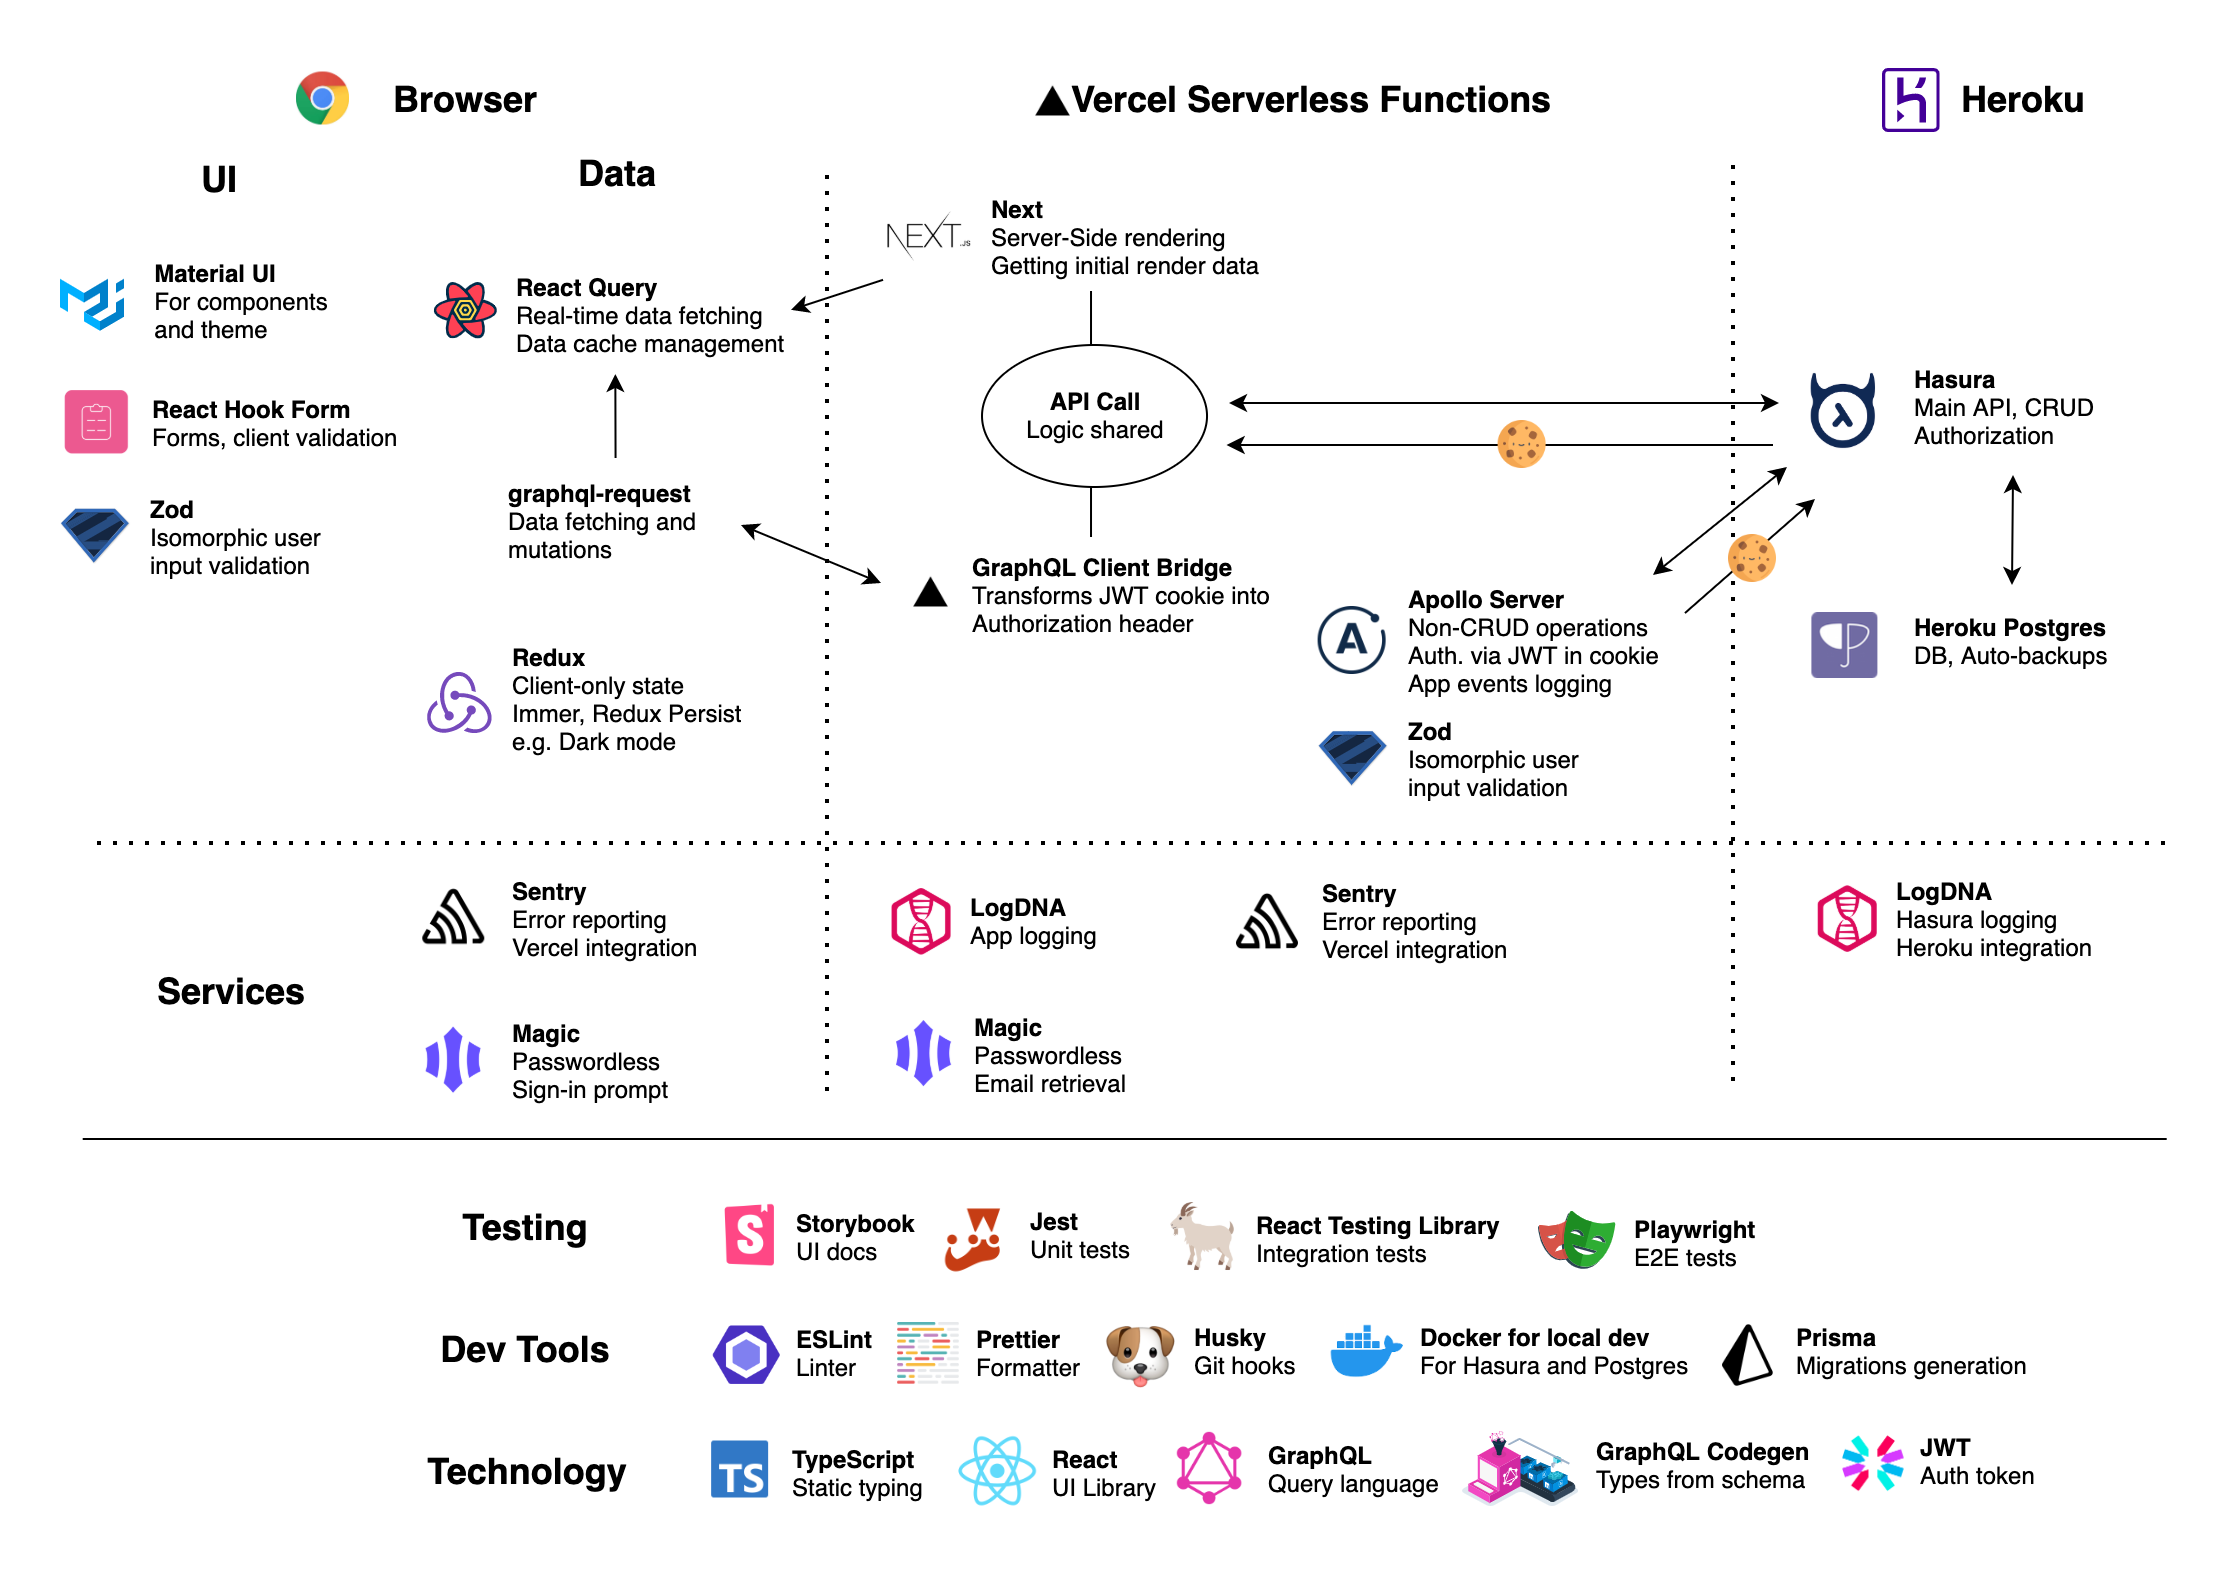 Browser
Vercel Serverless Functions
Heroku
UI
Data
Material UI
For components
and theme
React Hook Form
Forms, client validation
Zod
Isomorphic user
input validation
React Query
Real-time data fetching
Data cache management
graphql-request
Data fetching and
mutations
Redux
Client-only state
Immer, Redux Persist
e.g. Dark mode
NEXT.JS
Next
Server-Side rendering
Getting initial render data
API Call
Logic shared
GraphQL Client Bridge
Transforms JWT cookie into
Authorization header
A
Apollo Server
Non-CRUD operations
Auth. via JWT in cookie
App events logging
Zod
Isomorphic user
input validation
λ
Hasura
Main API, CRUD
Authorization
Heroku Postgres
DB, Auto-backups
Services
Sentry
Error reporting
Vercel integration
Magic
Passwordless
Sign-in prompt
LogDNA
App logging
Sentry
Error reporting
Vercel integration
Magic
Passwordless
Email retrieval
LogDNA
Hasura logging
Heroku integration
Testing
S
Storybook
UI docs
Jest
Unit tests
React Testing Library
Integration tests
Playwright
E2E tests
Dev Tools
ESLint
Linter
Prettier
Formatter
Husky
Git hooks
Docker for local dev
For Hasura and Postgres
Prisma
Migrations generation
Technology
TS
TypeScript
Static typing
React
UI Library
GraphQL
Query language
GraphQL Codegen
Types from schema
JWT
Auth token